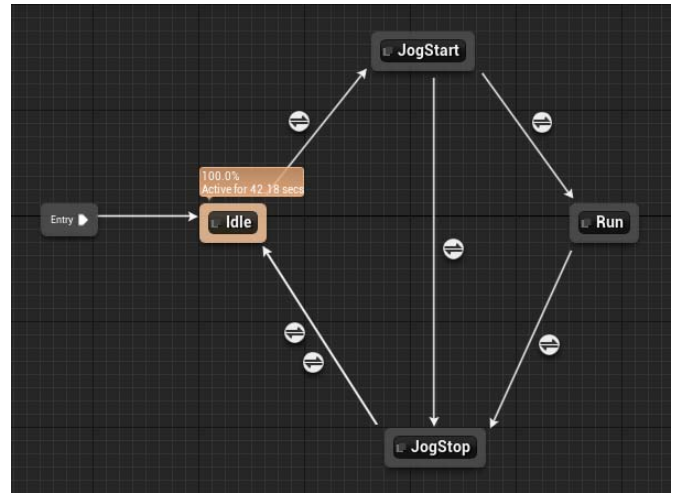 JogStart
100.0%
Active for 42.18 secs
Entry
Idle
Run
JogStop